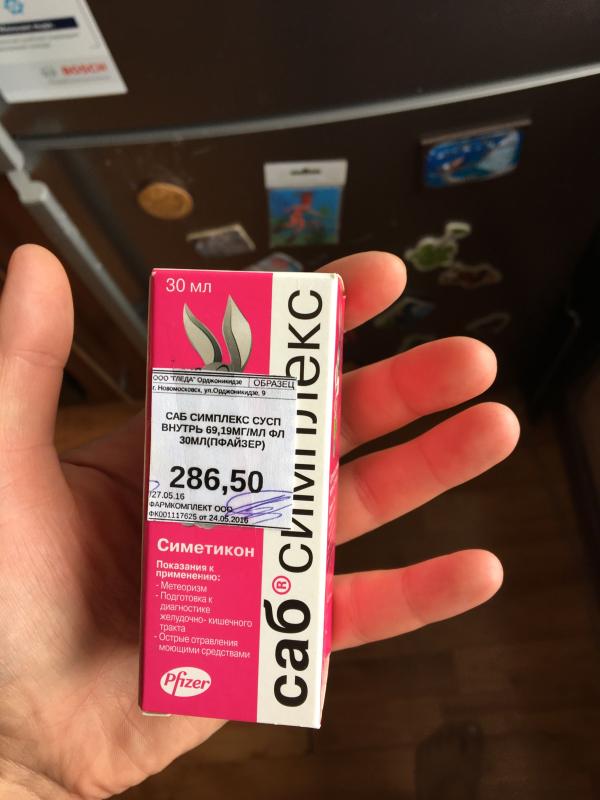 BOSCH
30 мл
ООО "ГЛЕДА" Орджоникидзе ОБРАЗЕЦ
г. Новомосковск, ул.Орджоникидзе, 9
САБ СИМПЛЕКС СУСП
ВНУТРЬ 69,19МГ/МЛ ФЛ
30МЛ(ПФАЙЗЕР)
286,50
27.05.16
ФАРМКОМПЛЕКТ ООО
ФК001117625 от 24.05.2016
Симетикон
Показания к
применению:
- Метеоризм
- Подготовка к
диагностике
желудочно- кишечного
тракта
- Острые отравления
моющими средствами
Pfizer
саб® симплекс